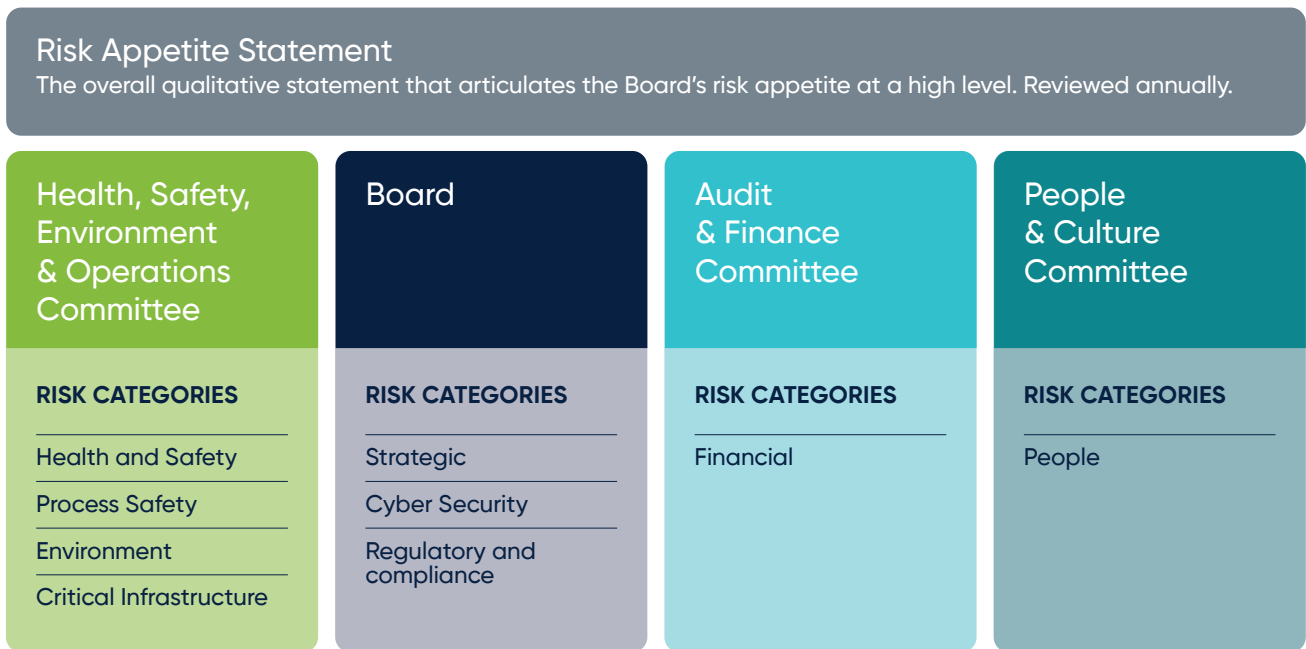 Risk Appetite Statement
The overall qualitative statement that articulates the Board’s risk appetite at a high level. Reviewed annually.
Health, Safety,
Environment
& Operations
Committee
RISK CATEGORIES
Health and Safety
Process Safety
Environment
Critical Infrastructure
Board
RISK CATEGORIES
Strategic
Cyber Security
Regulatory and
compliance
Audit
& Finance
Committee
RISK CATEGORIES
Financial
People
& Culture
Committee
RISK CATEGORIES
People